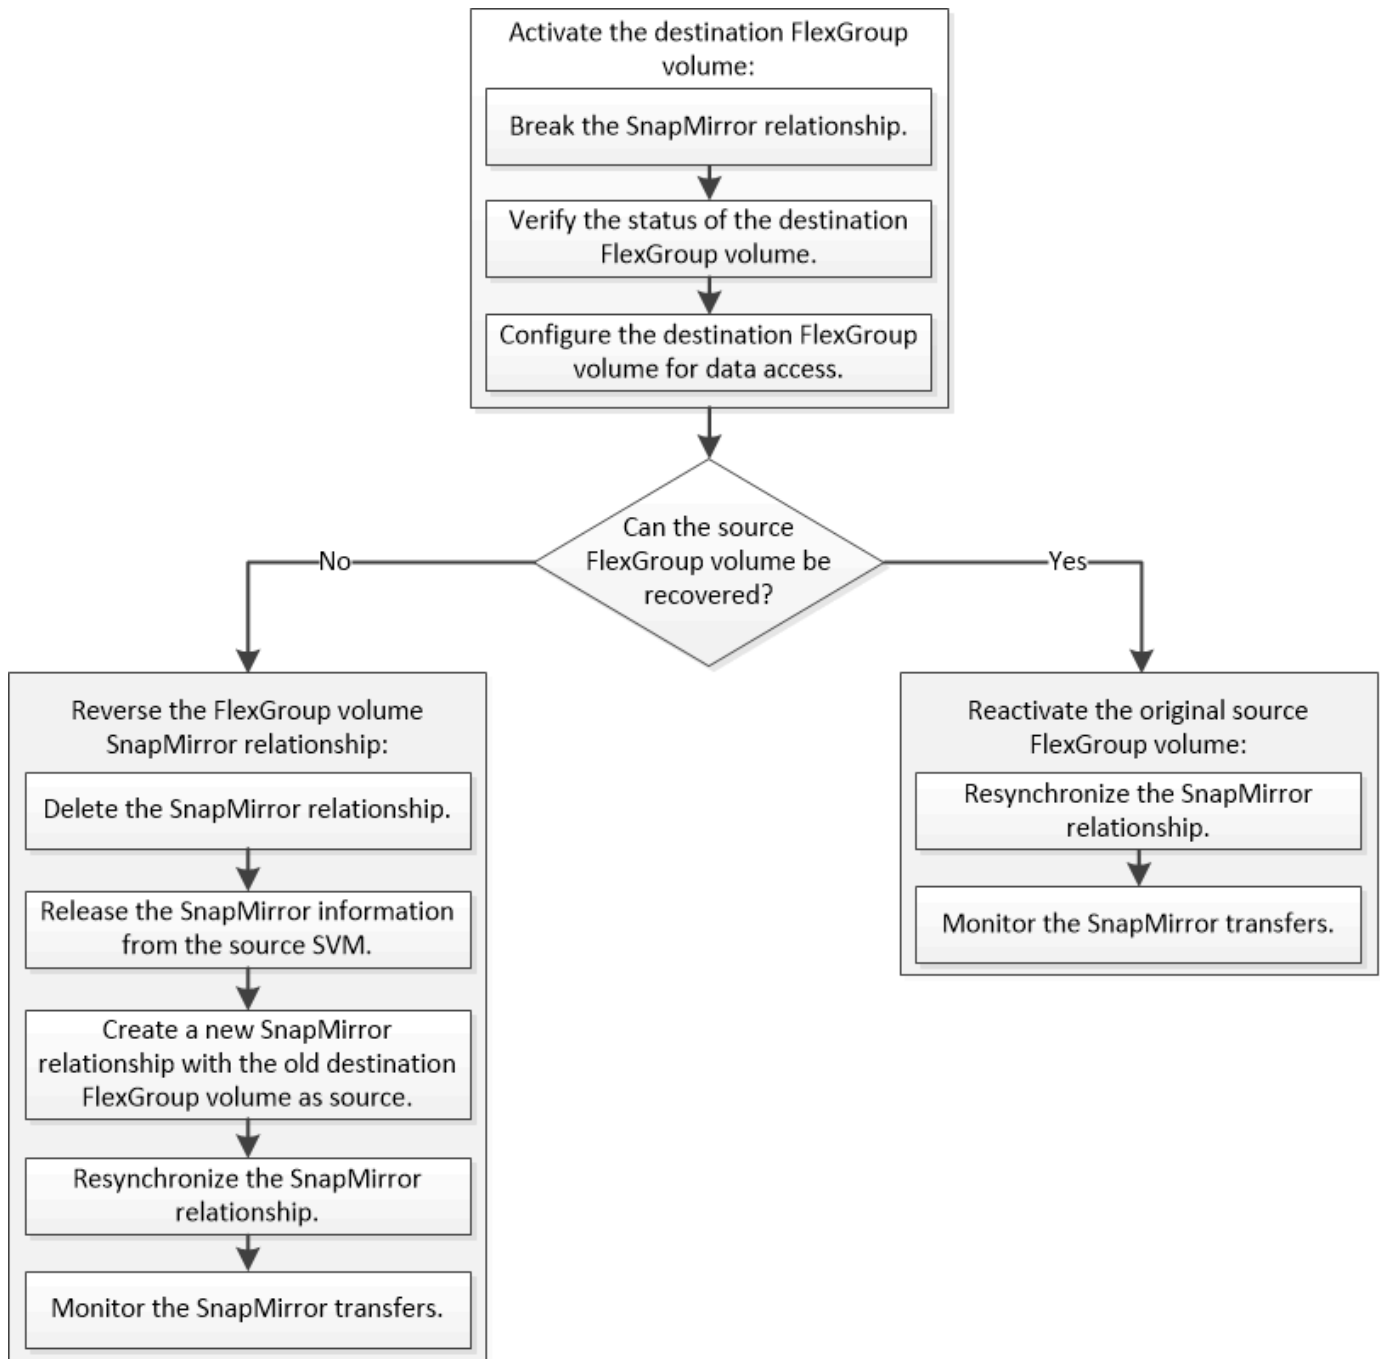 Activate the destination FlexGroup
volume:
Break the SnapMirror relationship.
Verify the status of the destination
FlexGroup volume.
Configure the destination FlexGroup
volume for data access.
Can the source
FlexGroup volume be
recovered?
No
Yes
Reverse the FlexGroup volume
SnapMirror relationship:
Delete the SnapMirror relationship.
Release the SnapMirror information
from the source SVM.
Create a new SnapMirror
relationship with the old destination
FlexGroup volume as source.
Resynchronize the SnapMirror
relationship.
Monitor the SnapMirror transfers.
Reactivate the original source
FlexGroup volume:
Resynchronize the SnapMirror
relationship.
Monitor the SnapMirror transfers.